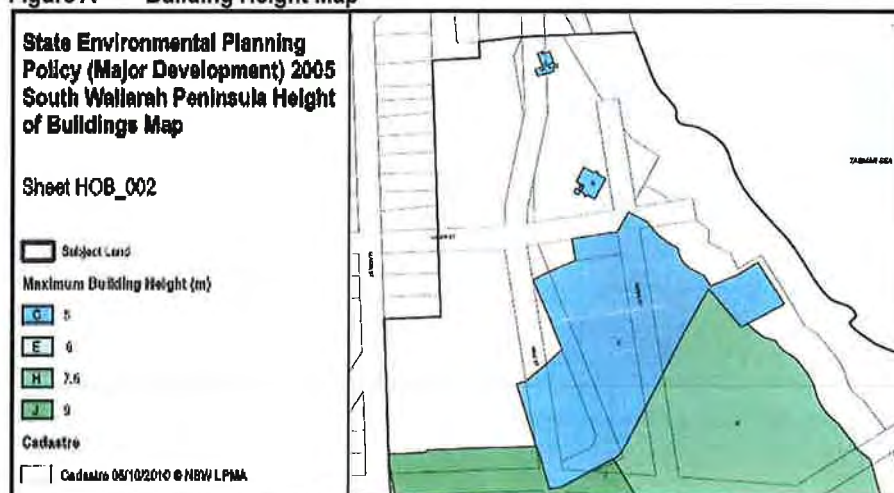 Figure A Building Height Map
State Environmental Planning
Policy (Major Development) 2005
South Wallarah Peninsula Height
of Buildings Map
Sheet HOB_002
Subject Land
Maximum Building Height (m)
C 5
E 6
H 7.5
J 9
Cadastre
Cadastre 05/10/2010 © NSW LPMA
TASMAN SEA